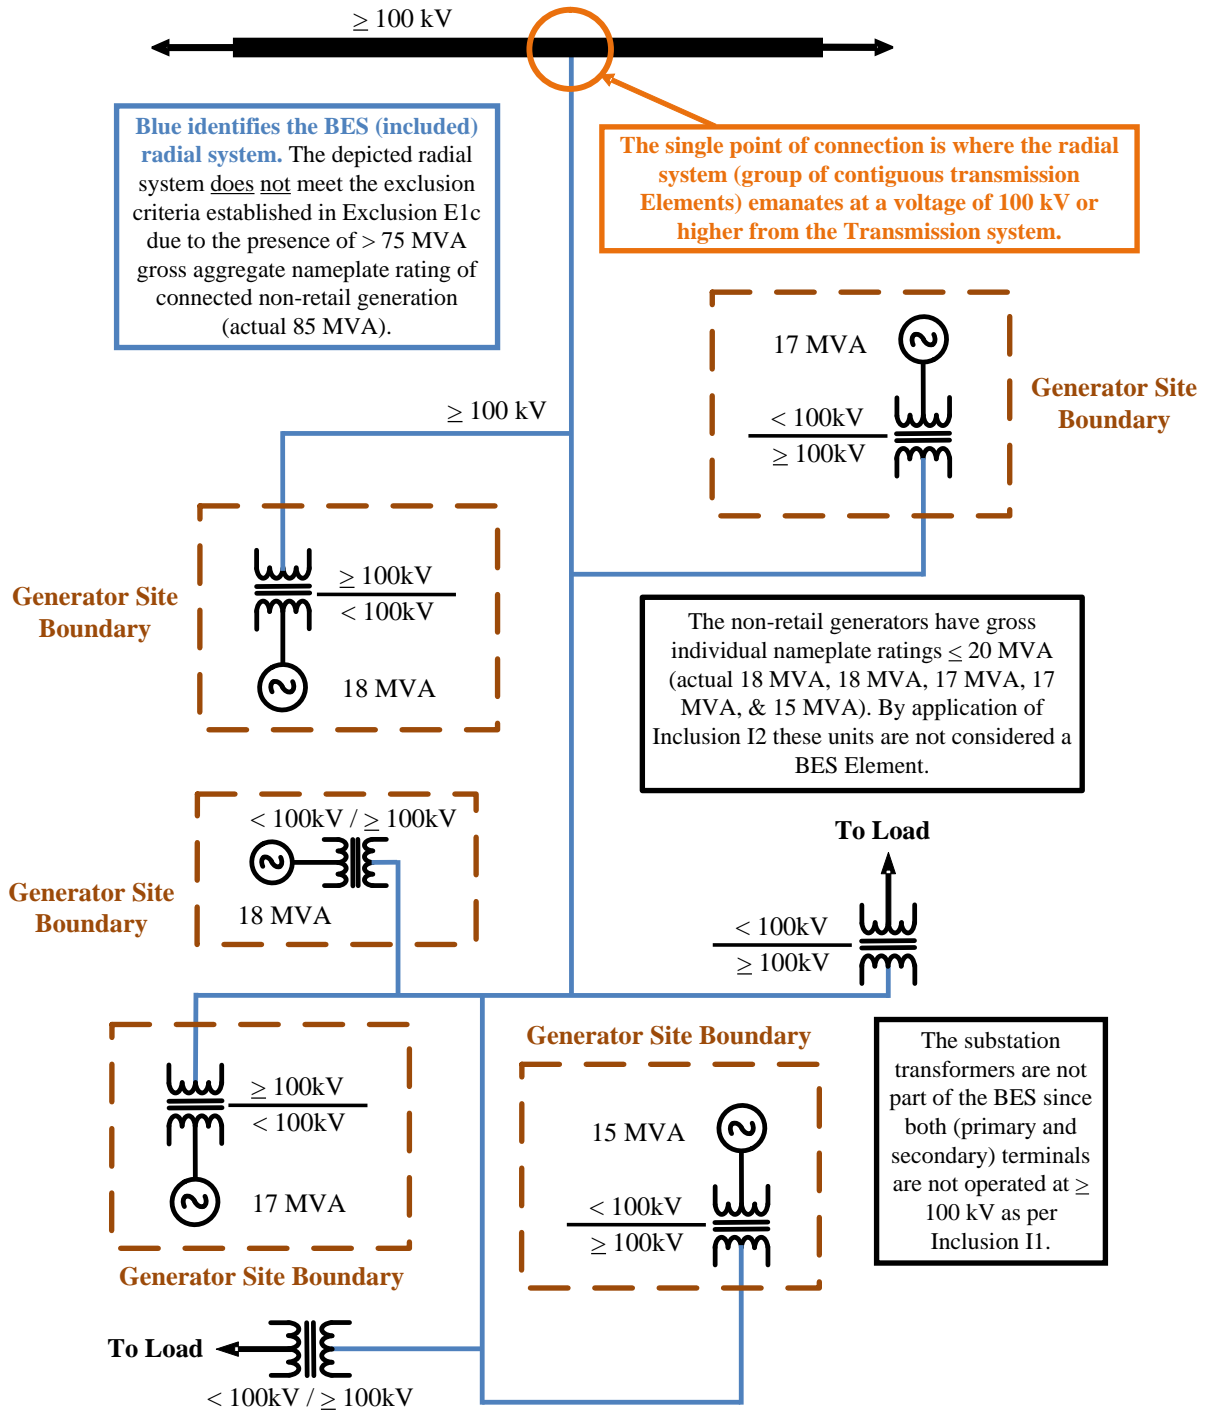 ≥ 100 kV
Blue identifies the BES (included)
radial system. The depicted radial
system does not meet the exclusion
criteria established in Exclusion E1c
due to the presence of > 75 MVA
gross aggregate nameplate rating of
connected non-retail generation
(actual 85 MVA).
The single point of connection is where the radial
system (group of contiguous transmission
Elements) emanates at a voltage of 100 kV or
higher from the Transmission system.
17 MVA
< 100kV
≥ 100kV
Generator Site
Boundary
≥ 100 kV
Generator Site
Boundary
≥ 100kV
< 100kV
18 MVA
The non-retail generators have gross
individual nameplate ratings ≤ 20 MVA
(actual 18 MVA, 18 MVA, 17 MVA, 17
MVA, & 15 MVA). By application of
Inclusion I2 these units are not considered a
BES Element.
< 100kV / ≥ 100kV
Generator Site
Boundary
18 MVA
To Load
< 100kV
≥ 100kV
≥ 100kV
< 100kV
17 MVA
Generator Site Boundary
Generator Site Boundary
15 MVA
< 100kV
≥ 100kV
The substation
transformers are not
part of the BES since
both (primary and
secondary) terminals
are not operated at ≥
100 kV as per
Inclusion I1.
To Load
< 100kV / ≥ 100kV